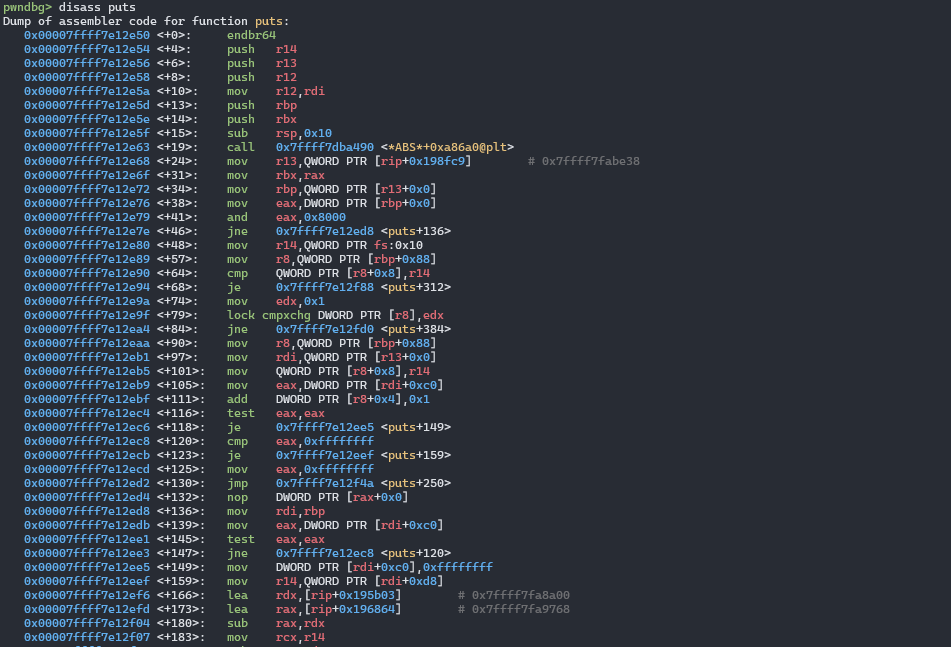 pwndbg> disass puts
Dump of assembler code for function puts:
0x00007ffff7e12e50 <+0>: endbr64
0x00007ffff7e12e54 <+4>: push r14
0x00007ffff7e12e56 <+6>: push r13
0x00007ffff7e12e58 <+8>: push r12
0x00007ffff7e12e5a <+10>: mov r12,rdi
0x00007ffff7e12e5d <+13>: push rbp
0x00007ffff7e12e5e <+14>: push rbx
0x00007ffff7e12e5f <+15>: sub rsp,0x10
0x00007ffff7e12e63 <+19>: call 0x7ffff7dba490 <*ABS*+0xa86a0@plt>
0x00007ffff7e12e68 <+24>: mov r13,QWORD PTR [rip+0x198fc9] # 0x7ffff7fabe38
0x00007ffff7e12e6f <+31>: mov rbx,rax
0x00007ffff7e12e72 <+34>: mov rbp,QWORD PTR [r13+0x0]
0x00007ffff7e12e76 <+38>: mov eax,DWORD PTR [rbp+0x0]
0x00007ffff7e12e79 <+41>: and eax,0x8000
0x00007ffff7e12e7e <+46>: jne 0x7ffff7e12ed8 <puts+136>
0x00007ffff7e12e80 <+48>: mov r14,QWORD PTR fs:0x10
0x00007ffff7e12e89 <+57>: mov r8,QWORD PTR [rbp+0x88]
0x00007ffff7e12e90 <+64>: cmp QWORD PTR [r8+0x8],r14
0x00007ffff7e12e94 <+68>: je 0x7ffff7e12f88 <puts+312>
0x00007ffff7e12e9a <+74>: mov edx,0x1
0x00007ffff7e12e9f <+79>: lock cmpxchg DWORD PTR [r8],edx
0x00007ffff7e12ea4 <+84>: jne 0x7ffff7e12fd0 <puts+384>
0x00007ffff7e12eaa <+90>: mov r8,QWORD PTR [rbp+0x88]
0x00007ffff7e12eb1 <+97>: mov rdi,QWORD PTR [r13+0x0]
0x00007ffff7e12eb5 <+101>: mov QWORD PTR [r8+0x8],r14
0x00007ffff7e12eb9 <+105>: mov eax,DWORD PTR [rdi+0xc0]
0x00007ffff7e12ebf <+111>: add DWORD PTR [r8+0x4],0x1
0x00007ffff7e12ec4 <+116>: test eax,eax
0x00007ffff7e12ec6 <+118>: je 0x7ffff7e12ee5 <puts+149>
0x00007ffff7e12ec8 <+120>: cmp eax,0xffffffff
0x00007ffff7e12ecb <+123>: je 0x7ffff7e12eef <puts+159>
0x00007ffff7e12ecd <+125>: mov eax,0xffffffff
0x00007ffff7e12ed2 <+130>: jmp 0x7ffff7e12f4a <puts+250>
0x00007ffff7e12ed4 <+132>: nop DWORD PTR [rax+0x0]
0x00007ffff7e12ed8 <+136>: mov rdi,rbp
0x00007ffff7e12edb <+139>: mov eax,DWORD PTR [rdi+0xc0]
0x00007ffff7e12ee1 <+145>: test eax,eax
0x00007ffff7e12ee3 <+147>: jne 0x7ffff7e12ec8 <puts+120>
0x00007ffff7e12ee5 <+149>: mov DWORD PTR [rdi+0xc0],0xffffffff
0x00007ffff7e12eef <+159>: mov r14,QWORD PTR [rdi+0xd8]
0x00007ffff7e12ef6 <+166>: lea rdx,[rip+0x195b03] # 0x7ffff7fa8a00
0x00007ffff7e12efd <+173>: lea rax,[rip+0x196864] # 0x7ffff7fa9768
0x00007ffff7e12f04 <+180>: sub rax,rdx
0x00007ffff7e12f07 <+183>: mov rcx,r14